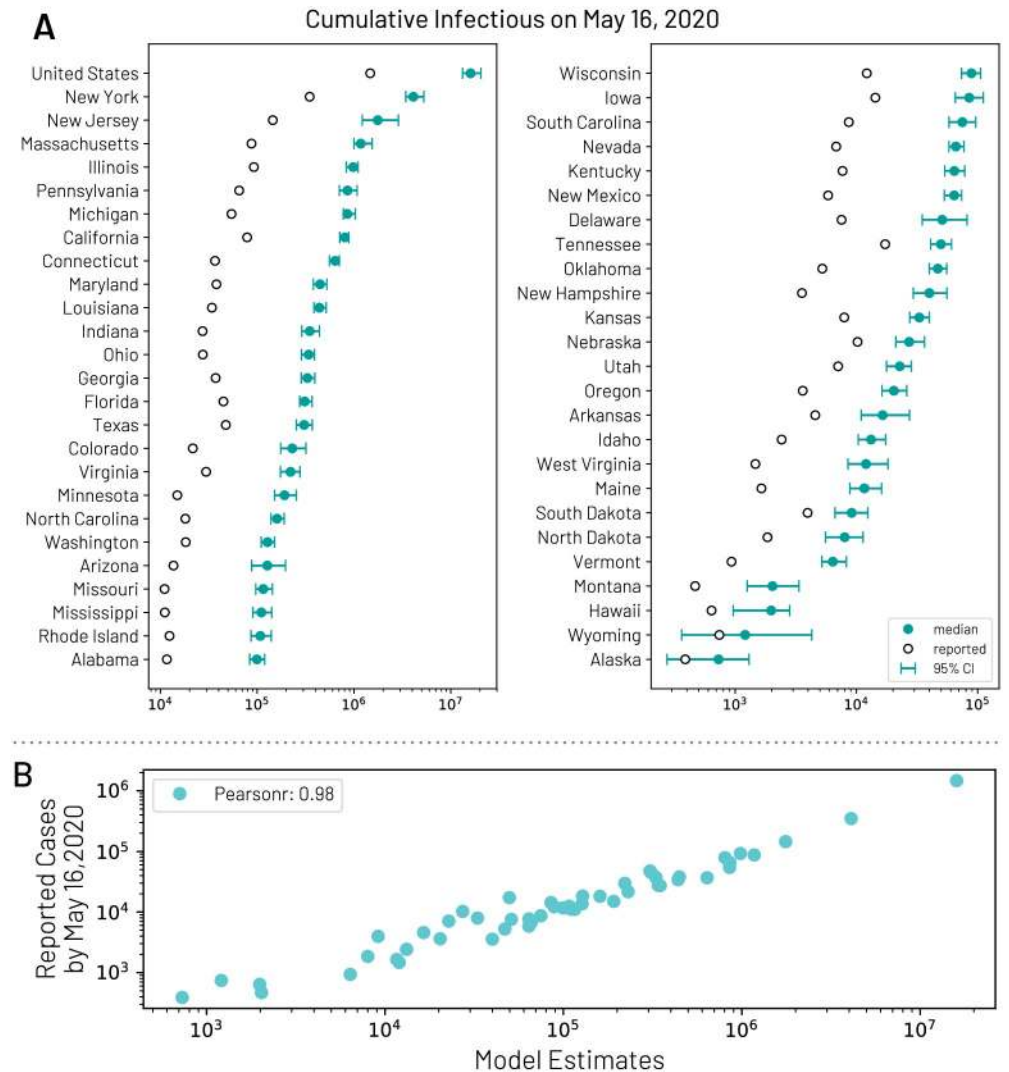 A
Cumulative Infectious on May 16, 2020
United States
New York
New Jersey
Massachusetts
Illinois
Pennsylvania
Michigan
California
Connecticut
Maryland
Louisiana
Indiana
Ohio
Georgia
Florida
Texas
Colorado
Virginia
Minnesota
North Carolina
Washington
Arizona
Missouri
Mississippi
Rhode Island
Alabama
10⁴ 10⁵ 10⁶ 10⁷
Wisconsin
Iowa
South Carolina
Nevada
Kentucky
New Mexico
Delaware
Tennessee
Oklahoma
New Hampshire
Kansas
Nebraska
Utah
Oregon
Arkansas
Idaho
West Virginia
Maine
South Dakota
North Dakota
Vermont
Montana
Hawaii
Wyoming
Alaska
median
reported
95% CI
10³ 10⁴ 10⁵
B
Pearsonr: 0.98
Reported Cases
by May 16,2020
10⁶
10⁵
10⁴
10³
10³ 10⁴ 10⁵ 10⁶ 10⁷
Model Estimates